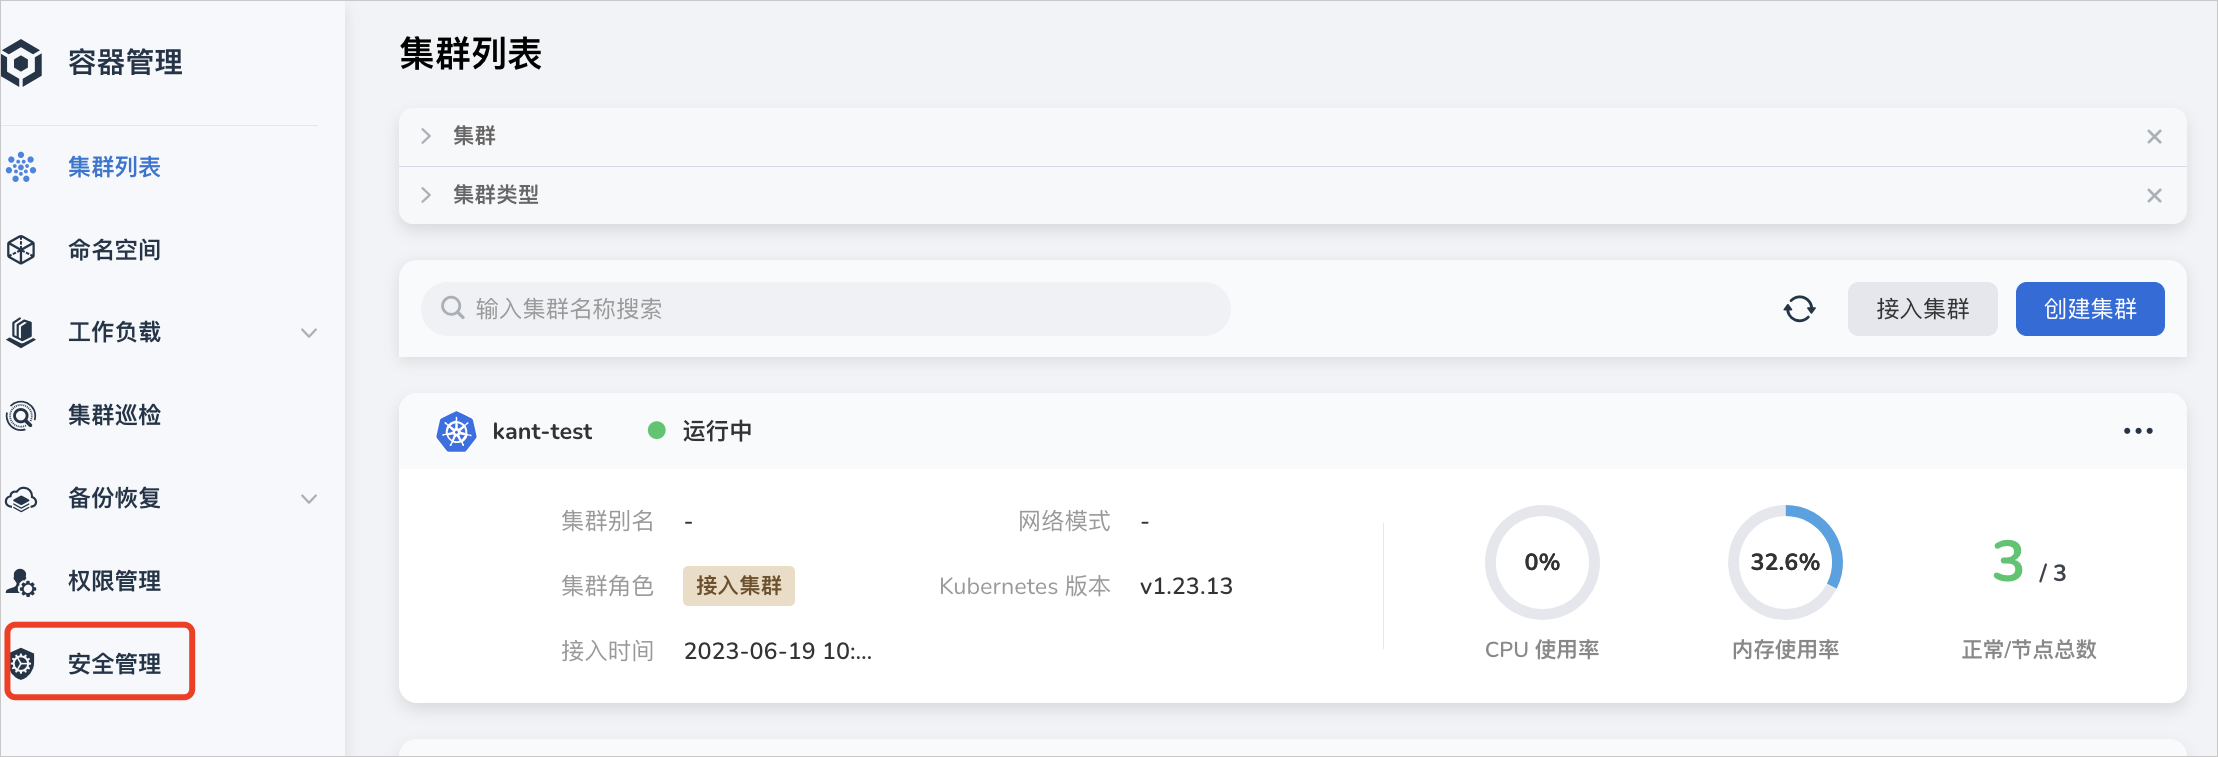 容器管理
集群列表
命名空间
工作负载
集群巡检
备份恢复
权限管理
安全管理
集群列表
集群
集群类型
输入集群名称搜索
接入集群
创建集群
kant-test
运行中
集群别名 -
网络模式 -
集群角色 接入集群
Kubernetes 版本 v1.23.13
接入时间 2023-06-19 10:...
0%
CPU 使用率
32.6%
内存使用率
3 / 3
正常/节点总数